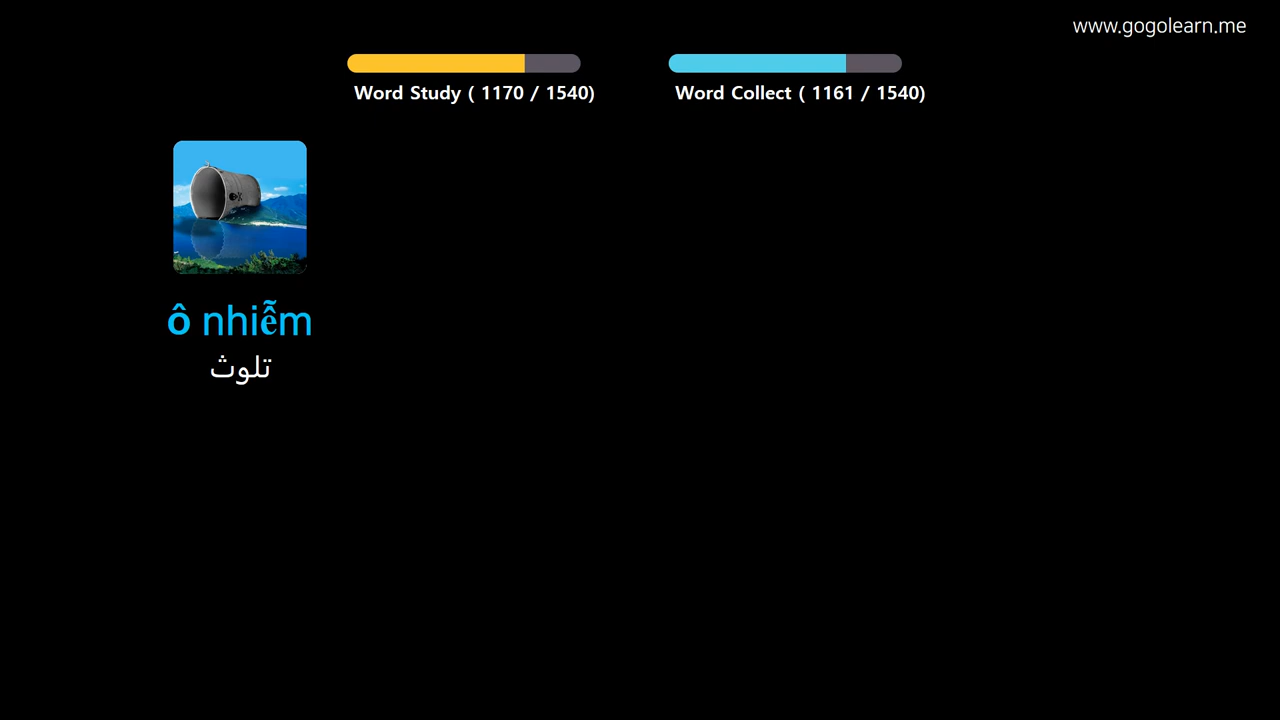 www.gogolearn.me
Word Study ( 1170 / 1540)
Word Collect ( 1161 / 1540)
ô nhiễm
تلوث